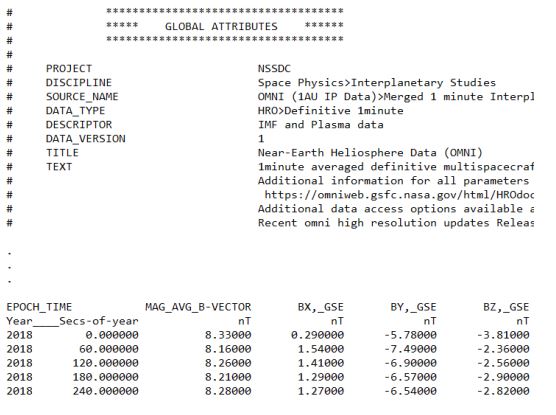 #              ************************************
#              *****    GLOBAL ATTRIBUTES    ******
#              ************************************
#
#     PROJECT                         NSSDC
#     DISCIPLINE                      Space Physics>Interplanetary Studies
#     SOURCE_NAME                     OMNI (1AU IP Data)>Merged 1 minute Interpl
#     DATA_TYPE                       HRO>Definitive 1minute
#     DESCRIPTOR                      IMF and Plasma data
#     DATA_VERSION                    1
#     TITLE                           Near-Earth Heliosphere Data (OMNI)
#     TEXT                            1minute averaged definitive multispacecraf
#                                     Additional information for all parameters
#                                      https://omniweb.gsfc.nasa.gov/html/HROdoc
#                                     Additional data access options available a
#                                     Recent omni high resolution updates Releas
.
.
.
EPOCH_TIME           MAG_AVG_B-VECTOR       BX,_GSE       BY,_GSE       BZ,_GSE
Year____Secs-of-year               nT            nT            nT            nT
2018        0.000000          8.33000      0.290000      -5.78000      -3.81000
2018       60.000000          8.16000       1.54000      -7.49000      -2.36000
2018      120.000000          8.26000       1.41000      -6.90000      -2.56000
2018      180.000000          8.21000       1.29000      -6.57000      -2.90000
2018      240.000000          8.28000       1.27000      -6.54000      -2.82000